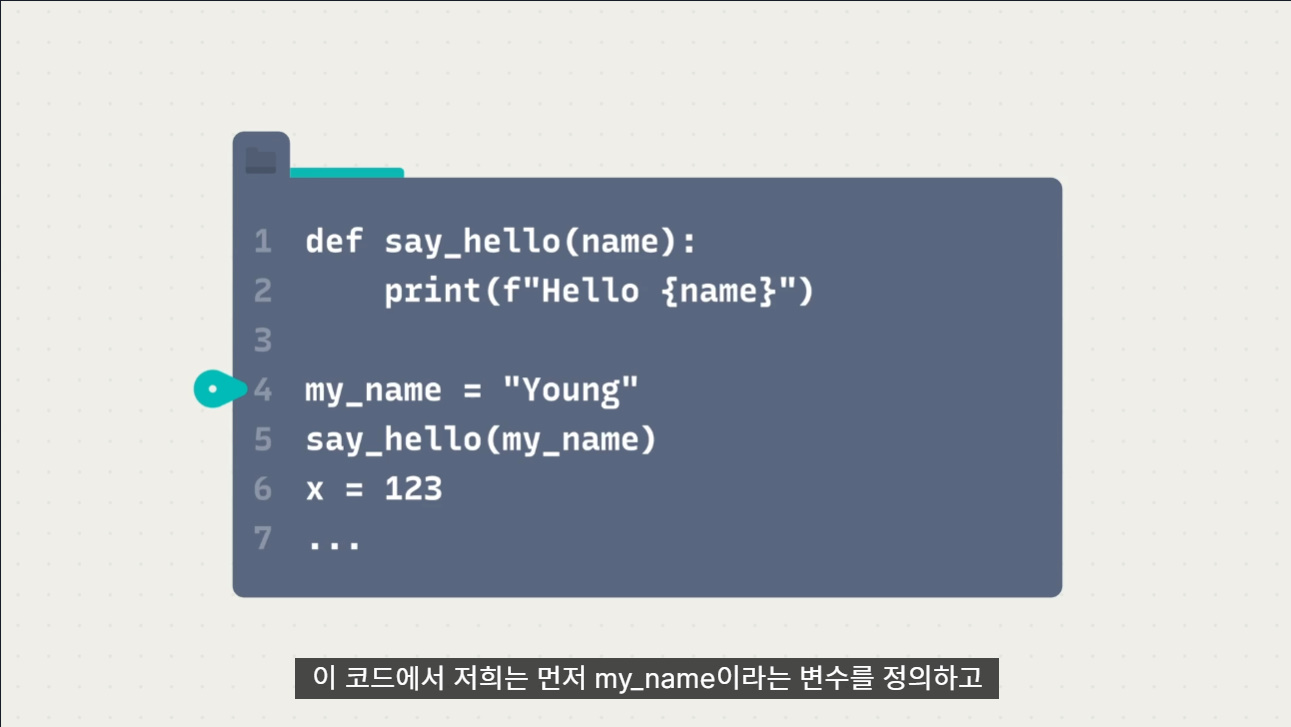 1 def say_hello(name):
2     print(f"Hello {name}")
3
4 my_name = "Young"
5 say_hello(my_name)
6 x = 123
7 ...
이 코드에서 저희는 먼저 my_name이라는 변수를 정의하고